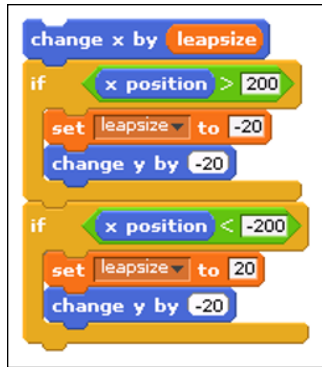 change x by leapsize
if x position > 200
set leapsize to -20
change y by -20
if x position < -200
set leapsize to 20
change y by -20